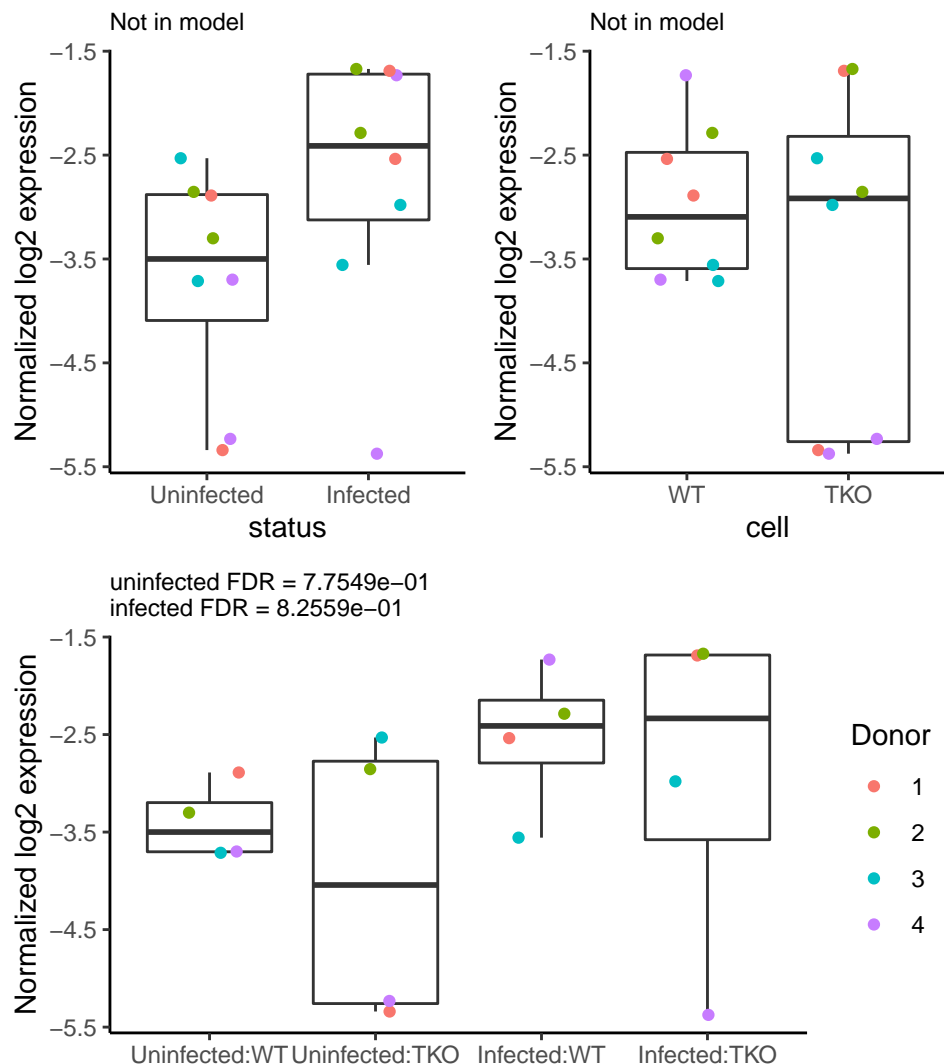 Not in model
Normalized log2 expression
−1.5
−2.5
−3.5
−4.5
−5.5
Uninfected Infected
status
Not in model
Normalized log2 expression
−1.5
−2.5
−3.5
−4.5
−5.5
WT TKO
cell
uninfected FDR = 7.7549e−01
infected FDR = 8.2559e−01
Normalized log2 expression
−1.5
−2.5
−3.5
−4.5
−5.5
Uninfected:WT Uninfected:TKO Infected:WT Infected:TKO
Donor
1
2
3
4